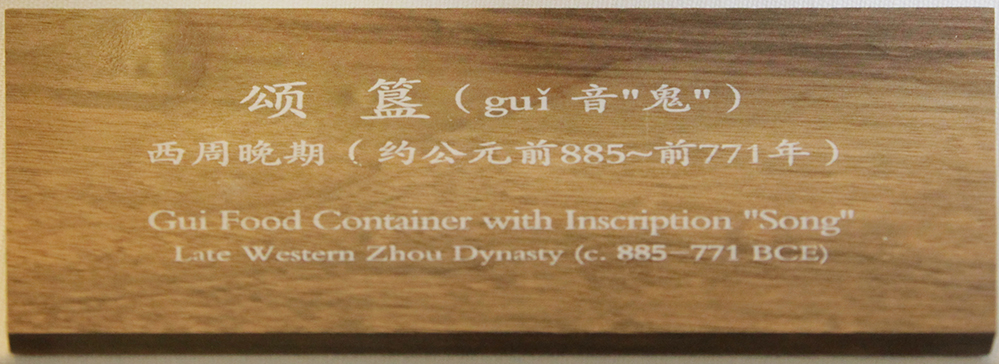 颂 簋（guǐ 音"鬼"）
西周晚期（约公元前885~前771年）
Gui Food Container with Inscription "Song"
Late Western Zhou Dynasty (c. 885–771 BCE)